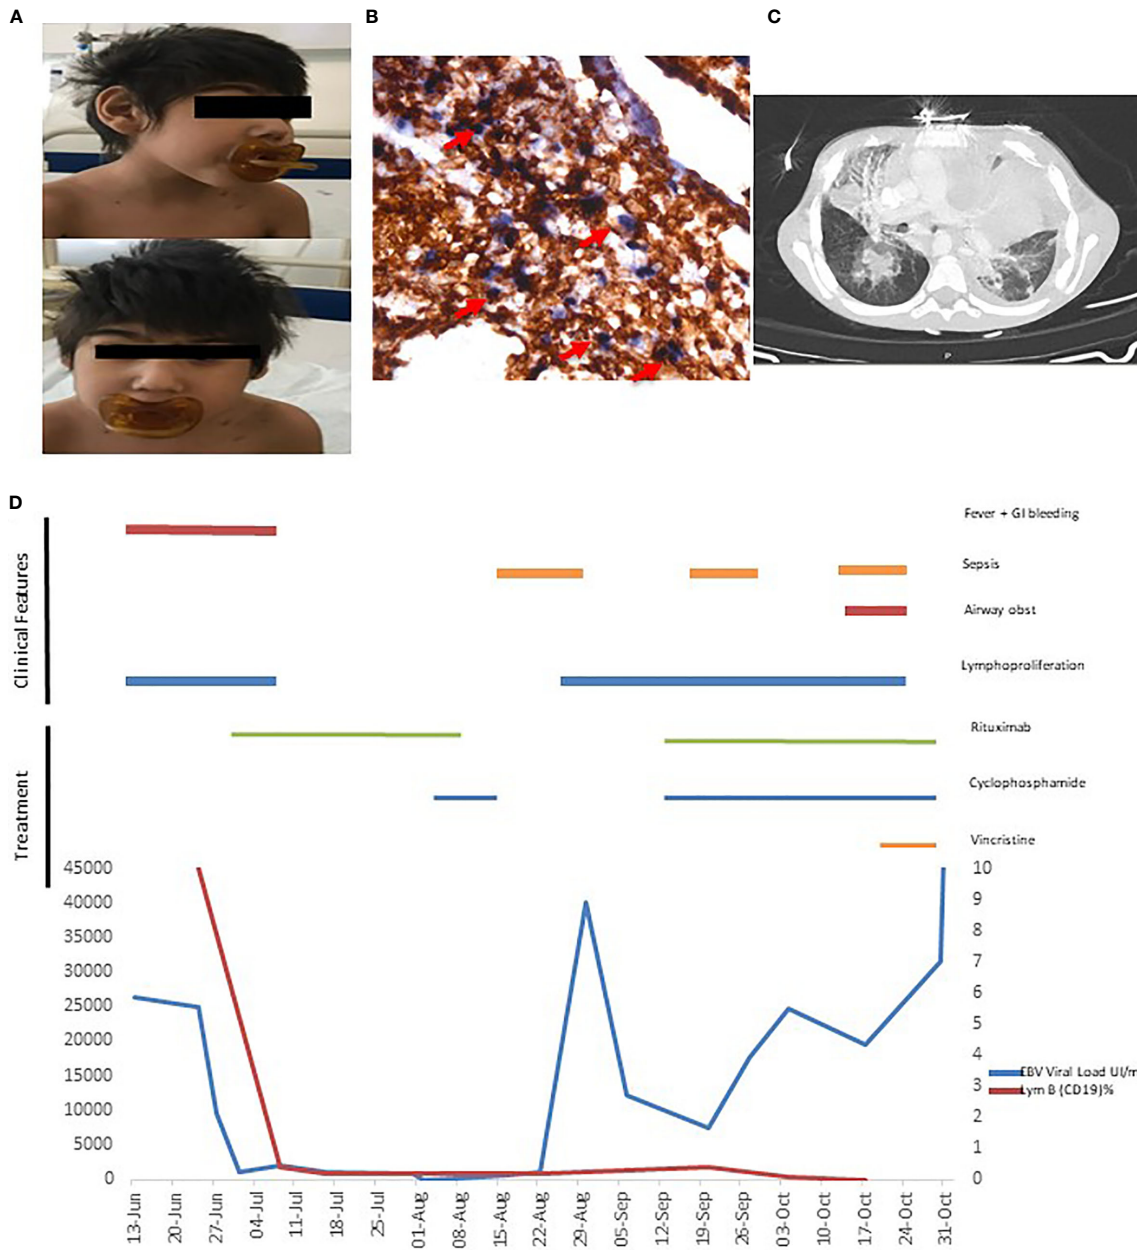 A
B
C
P
D
Clinical Features
Fever + GI bleeding
Sepsis
Airway obst
Lymphoproliferation
Treatment
Rituximab
Cyclophosphamide
Vincristine
45000
40000
35000
30000
25000
20000
15000
10000
5000
0
10
9
8
7
6
5
4
3
2
1
0
EBV Viral Load UI/m
Lym B (CD19)%
13-Jun
20-Jun
27-Jun
04-Jul
11-Jul
18-Jul
25-Jul
01-Aug
08-Aug
15-Aug
22-Aug
29-Aug
05-Sep
12-Sep
19-Sep
26-Sep
03-Oct
10-Oct
17-Oct
24-Oct
31-Oct